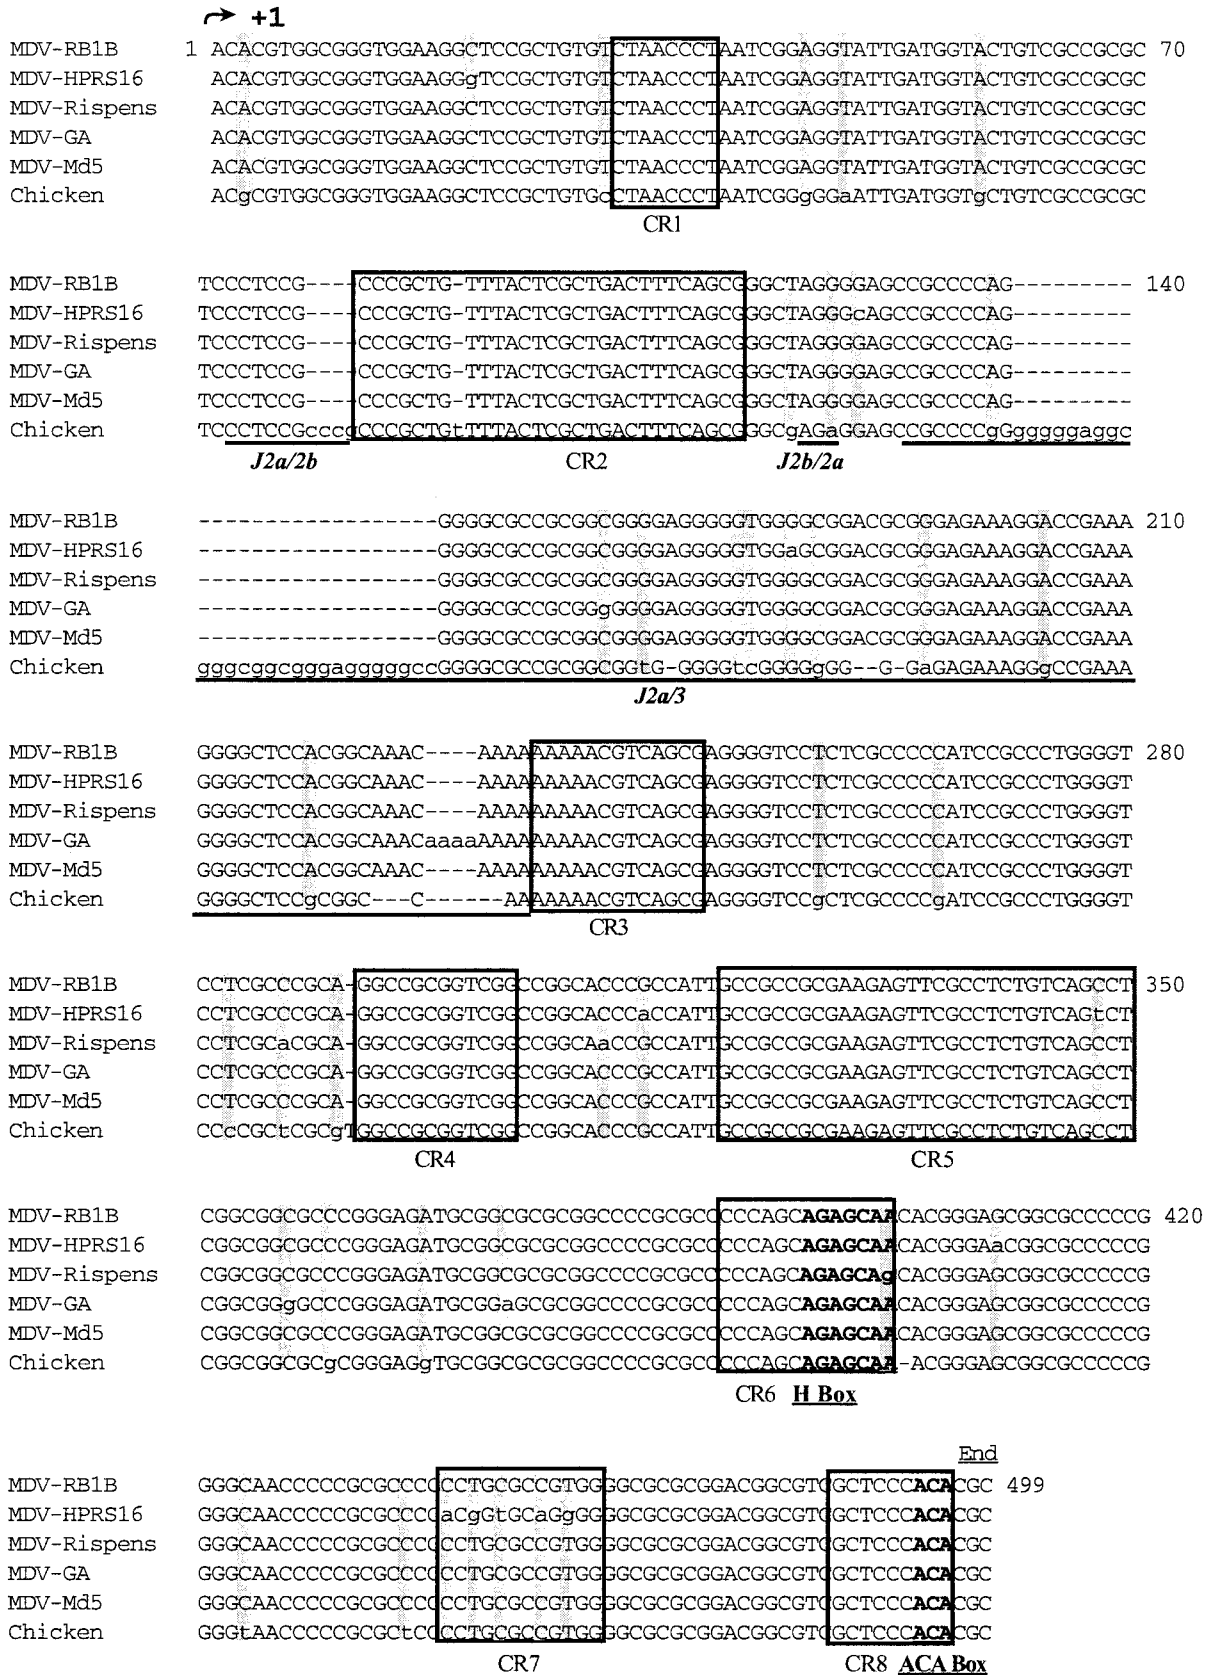 +1
MDV-RB1B 1 ACACGTGGCGGGTGGAAGGCTCCGCTGTGTCTAACCCTAATCGGAGGTATTGATGGTACTGTCGCCGCGC 70
MDV-HPRS16 ACACGTGGCGGGTGGAAGGgTCCGCTGTGTCTAACCCTAATCGGAGGTATTGATGGTACTGTCGCCGCGC
MDV-Rispens ACACGTGGCGGGTGGAAGGCTCCGCTGTGTCTAACCCTAATCGGAGGTATTGATGGTACTGTCGCCGCGC
MDV-GA ACACGTGGCGGGTGGAAGGCTCCGCTGTGTCTAACCCTAATCGGAGGTATTGATGGTACTGTCGCCGCGC
MDV-Md5 ACACGTGGCGGGTGGAAGGCTCCGCTGTGTCTAACCCTAATCGGAGGTATTGATGGTACTGTCGCCGCGC
Chicken ACgCGTGGCGGGTGGAAGGCTCCGCTGTGcCTAACCCTAATCGGgGGaATTGATGGTgCTGTCGCCGCGC
CR1
MDV-RB1B TCCCTCCG----CCCGCTG-TTTACTCGCTGACTTTCAGCGGGCTAGGGGAGCCGCCCCAG--------- 140
MDV-HPRS16 TCCCTCCG----CCCGCTG-TTTACTCGCTGACTTTCAGCGGGCTAGGGcAGCCGCCCCAG---------
MDV-Rispens TCCCTCCG----CCCGCTG-TTTACTCGCTGACTTTCAGCGGGCTAGGGGAGCCGCCCCAG---------
MDV-GA TCCCTCCG----CCCGCTG-TTTACTCGCTGACTTTCAGCGGGCTAGGGGAGCCGCCCCAG---------
MDV-Md5 TCCCTCCG----CCCGCTG-TTTACTCGCTGACTTTCAGCGGGCTAGGGGAGCCGCCCCAG---------
Chicken TCCCTCCGcccgCCCGCTGtTTTACTCGCTGACTTTCAGCGGGCgAGaGGAGCCGCCCCgGggggggaggc
J2a/2b CR2 J2b/2a
MDV-RB1B ------------------GGGGCGCCGCGGCGGGGAGGGGGTGGGGCGGACGCGGGAGAAAGGACCGAAA 210
MDV-HPRS16 ------------------GGGGCGCCGCGGCGGGGAGGGGGTGGaGCGGACGCGGGAGAAAGGACCGAAA
MDV-Rispens ------------------GGGGCGCCGCGGCGGGGAGGGGGTGGGGCGGACGCGGGAGAAAGGACCGAAA
MDV-GA ------------------GGGGCGCCGCGGgGGGGAGGGGGTGGGGCGGACGCGGGAGAAAGGACCGAAA
MDV-Md5 ------------------GGGGCGCCGCGGCGGGGAGGGGGTGGGGCGGACGCGGGAGAAAGGACCGAAA
Chicken gggcggcgggagggggccGGGGCGCCGCGGCGGtG-GGGGtcGGGGgGG--G-GaGAGAAAGGgCCGAAA
J2a/3
MDV-RB1B GGGGCTCCACGGCAAAC----AAAAAAAAACGTCAGCGAGGGGTCCTCTCGCCCCCATCCGCCCTGGGGT 280
MDV-HPRS16 GGGGCTCCACGGCAAAC----AAAAAAAAACGTCAGCGAGGGGTCCTCTCGCCCCCATCCGCCCTGGGGT
MDV-Rispens GGGGCTCCACGGCAAAC----AAAAAAAAACGTCAGCGAGGGGTCCTCTCGCCCCCATCCGCCCTGGGGT
MDV-GA GGGGCTCCACGGCAAACaaaaAAAAAAAAACGTCAGCGAGGGGTCCTCTCGCCCCCATCCGCCCTGGGGT
MDV-Md5 GGGGCTCCACGGCAAAC----AAAAAAAAACGTCAGCGAGGGGTCCTCTCGCCCCCATCCGCCCTGGGGT
Chicken GGGGCTCCgCGGC---C------AAAAAAACGTCAGCGAGGGGTCCgCTCGCCCCgATCCGCCCTGGGGT
CR3
MDV-RB1B CCTCGCCCGCA-GGCCGCGGTCGGCCGGCACCCGCCATTGCCGCCGCGAAGAGTTCGCCTCTGTCAGCCT 350
MDV-HPRS16 CCTCGCCCGCA-GGCCGCGGTCGGCCGGCACCCaCCATTGCCGCCGCGAAGAGTTCGCCTCTGTCAGtCT
MDV-Rispens CCTCGCaCGCA-GGCCGCGGTCGGCCGGCAaCCGCCATTGCCGCCGCGAAGAGTTCGCCTCTGTCAGCCT
MDV-GA CCTCGCCCGCA-GGCCGCGGTCGGCCGGCACCCGCCATTGCCGCCGCGAAGAGTTCGCCTCTGTCAGCCT
MDV-Md5 CCTCGCCCGCA-GGCCGCGGTCGGCCGGCACCCGCCATTGCCGCCGCGAAGAGTTCGCCTCTGTCAGCCT
Chicken CCcCGCtCGCgTGGCCGCGGTCGGCCGGCACCCGCCATTGCCGCCGCGAAGAGTTCGCCTCTGTCAGCCT
CR4 CR5
MDV-RB1B CGGCGGCGCCCGGGAGATGCGGCGCGCGGCCCCGCGCCCCCAGCAGAGCAACACGGGAGCGGCGCCCCCG 420
MDV-HPRS16 CGGCGGCGCCCGGGAGATGCGGCGCGCGGCCCCGCGCCCCCAGCAGAGCAACACGGGAaCGGCGCCCCCG
MDV-Rispens CGGCGGCGCCCGGGAGATGCGGCGCGCGGCCCCGCGCCCCCAGCAGAGCAgCACGGGAGCGGCGCCCCCG
MDV-GA CGGCGGgGCCCGGGAGATGCGGaGCGCGGCCCCGCGCCCCCAGCAGAGCAACACGGGAGCGGCGCCCCCG
MDV-Md5 CGGCGGCGCCCGGGAGATGCGGCGCGCGGCCCCGCGCCCCCAGCAGAGCAACACGGGAGCGGCGCCCCCG
Chicken CGGCGGCGCgCGGGAGgTGCGGCGCGCGGCCCCGCGCCCCCAGCAGAGCAA-ACGGGAGCGGCGCCCCCG
CR6 H Box
End
MDV-RB1B GGGCAACCCCCGCGCCCGCCTGCGCCGTGGGGCGCGCGGACGGCGTGGCTCCCACACGC 499
MDV-HPRS16 GGGCAACCCCCGCGCCCGaCgGtGCaGgGGGGCGCGCGGACGGCGTGGCTCCCACACGC
MDV-Rispens GGGCAACCCCCGCGCCCGCCTGCGCCGTGGGGCGCGCGGACGGCGTGGCTCCCACACGC
MDV-GA GGGCAACCCCCGCGCCCGCCTGCGCCGTGGGGCGCGCGGACGGCGTGGCTCCCACACGC
MDV-Md5 GGGCAACCCCCGCGCCCGCCTGCGCCGTGGGGCGCGCGGACGGCGTGGCTCCCACACGC
Chicken GGGtAACCCCCGCGCtCGCCTGCGCCGTGGGGCGCGCGGACGGCGTGGCTCCCACACGC
CR7 CR8 ACA Box